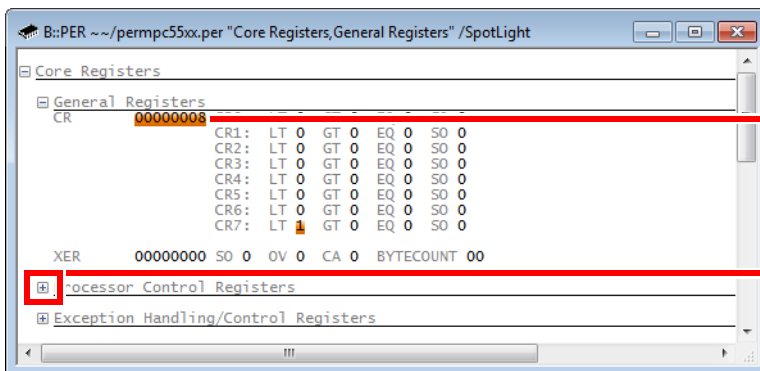 B::PER ~~/permpc55xx.per "Core Registers,General Registers" /SpotLight
Core Registers
General Registers
CR 00000008
CR1: LT 0 GT 0 EQ 0 SO 0
CR2: LT 0 GT 0 EQ 0 SO 0
CR3: LT 0 GT 0 EQ 0 SO 0
CR4: LT 0 GT 0 EQ 0 SO 0
CR5: LT 0 GT 0 EQ 0 SO 0
CR6: LT 0 GT 0 EQ 0 SO 0
CR7: LT 1 GT 0 EQ 0 SO 0
XER 00000000 SO 0 OV 0 CA 0 BYTECOUNT 00
rocessor Control Registers
Exception Handling/Control Registers